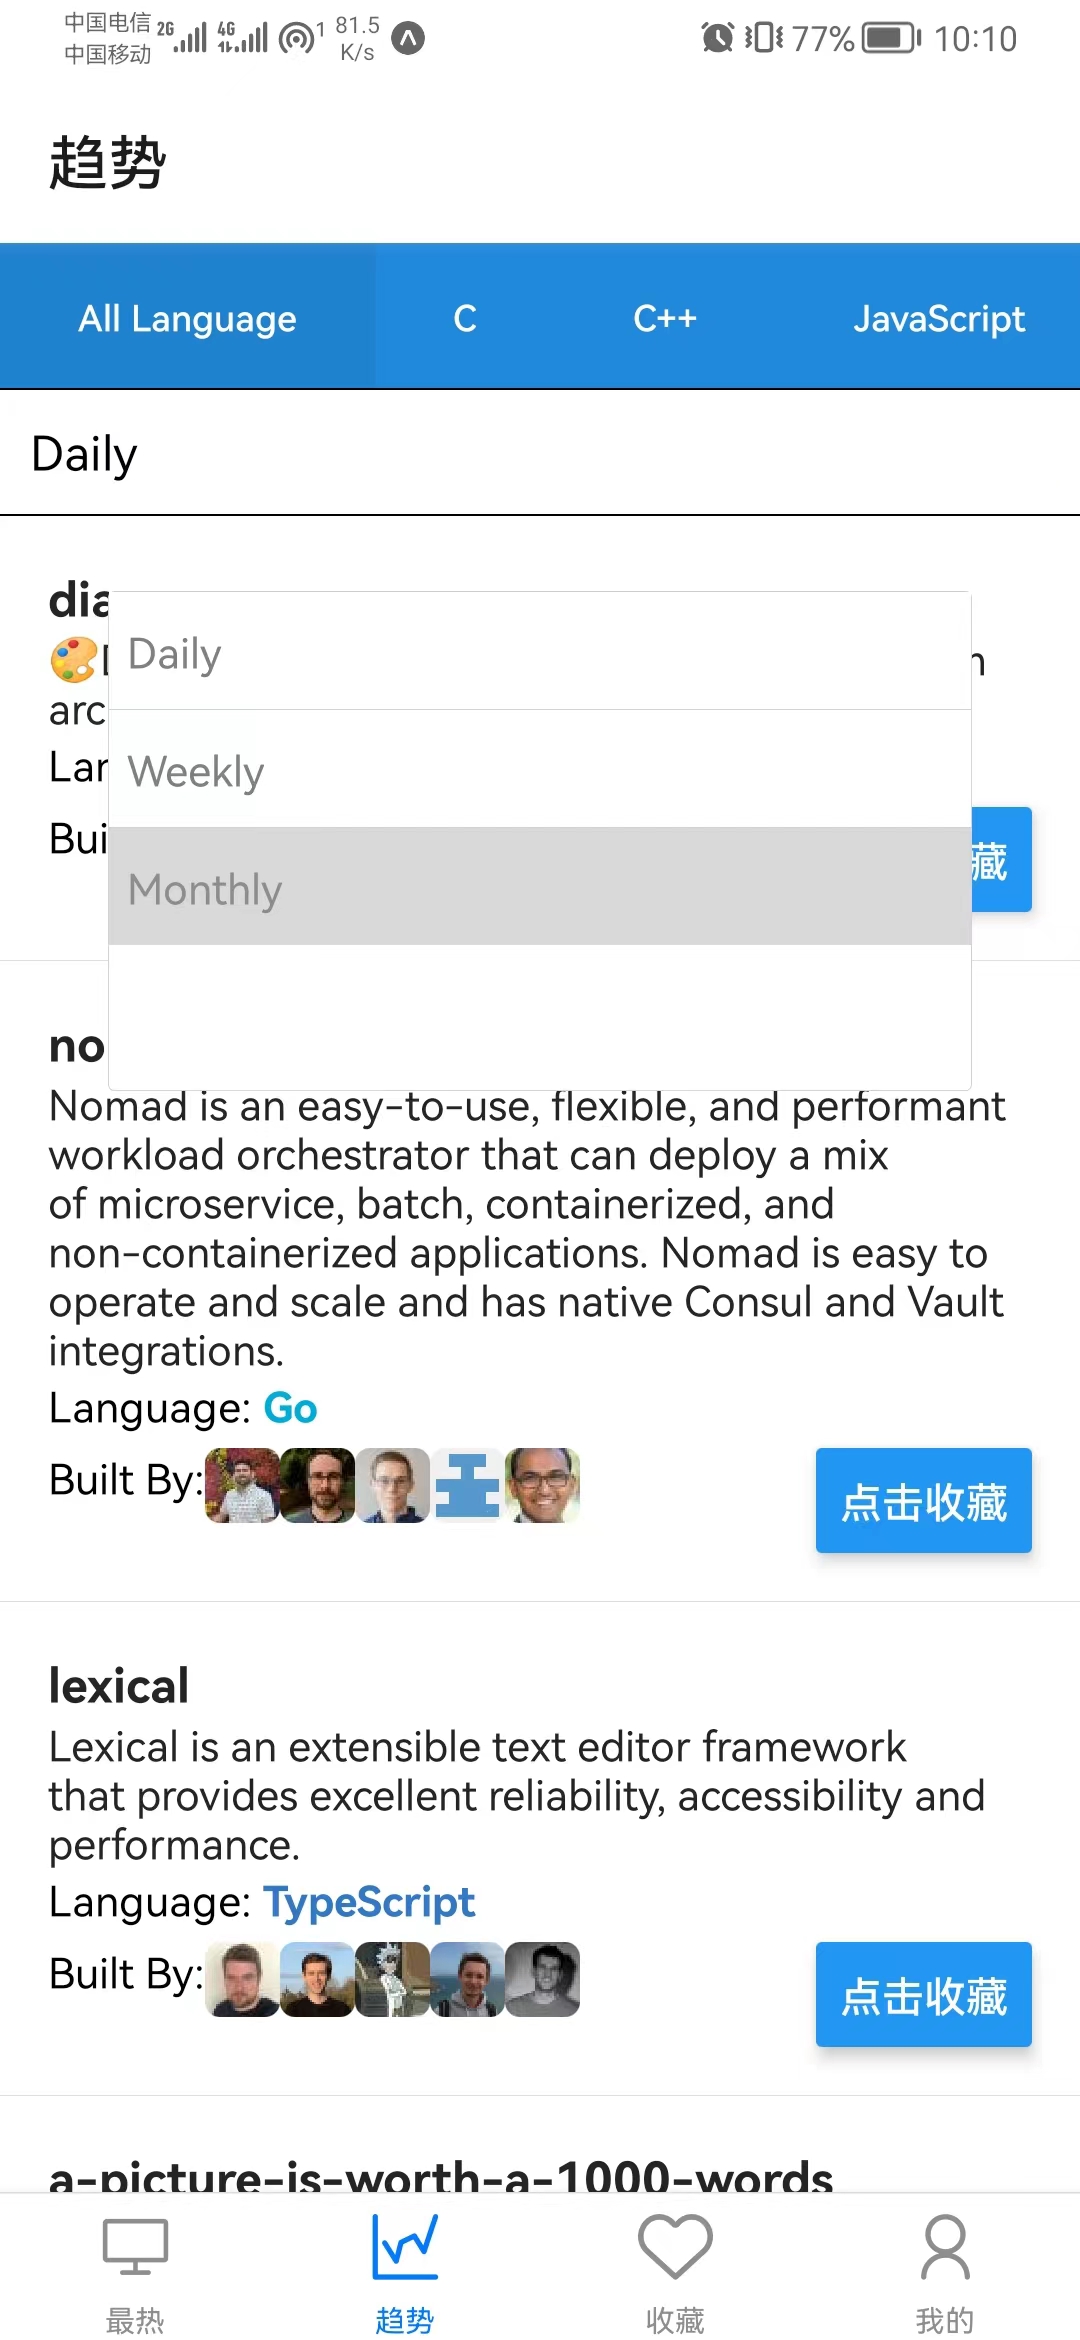 中国电信 2G 4G 1 81.5 K/s 77% 10:10
中国移动
趋势
All Language C C++ JavaScript
Daily
dia
Daily
Weekly
Monthly
arc
Lar
Bui
藏
no
Nomad is an easy-to-use, flexible, and performant
workload orchestrator that can deploy a mix
of microservice, batch, containerized, and
non-containerized applications. Nomad is easy to
operate and scale and has native Consul and Vault
integrations.
Language: Go
Built By:
点击收藏
lexical
Lexical is an extensible text editor framework
that provides excellent reliability, accessibility and
performance.
Language: TypeScript
Built By:
点击收藏
a-picture-is-worth-a-1000-words
最热 趋势 收藏 我的